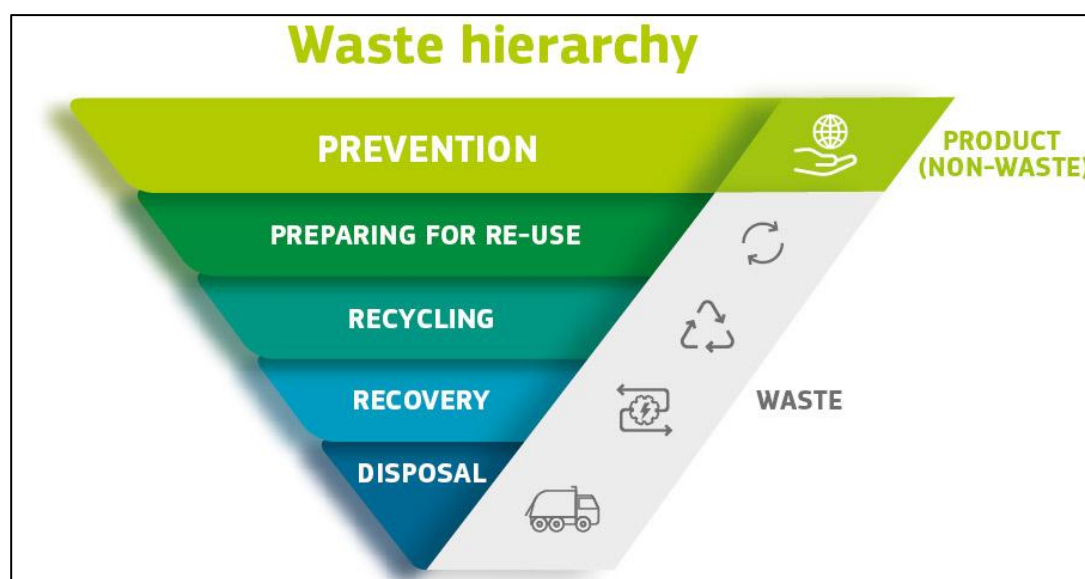 Waste hierarchy
PREVENTION
PRODUCT
(NON-WASTE)
PREPARING FOR RE-USE
RECYCLING
RECOVERY
WASTE
DISPOSAL